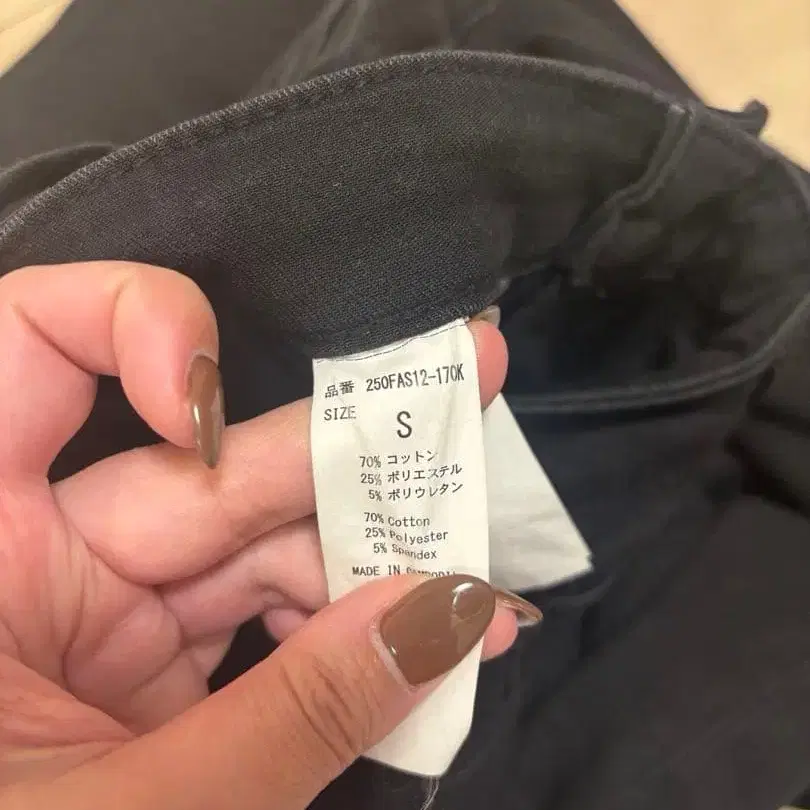 品番 250FAS12-170K
SIZE
S
70% コットン
25% ポリエステル
5% ポリウレタン
70% Cotton
25% Polyester
5% Spandex
MADE IN